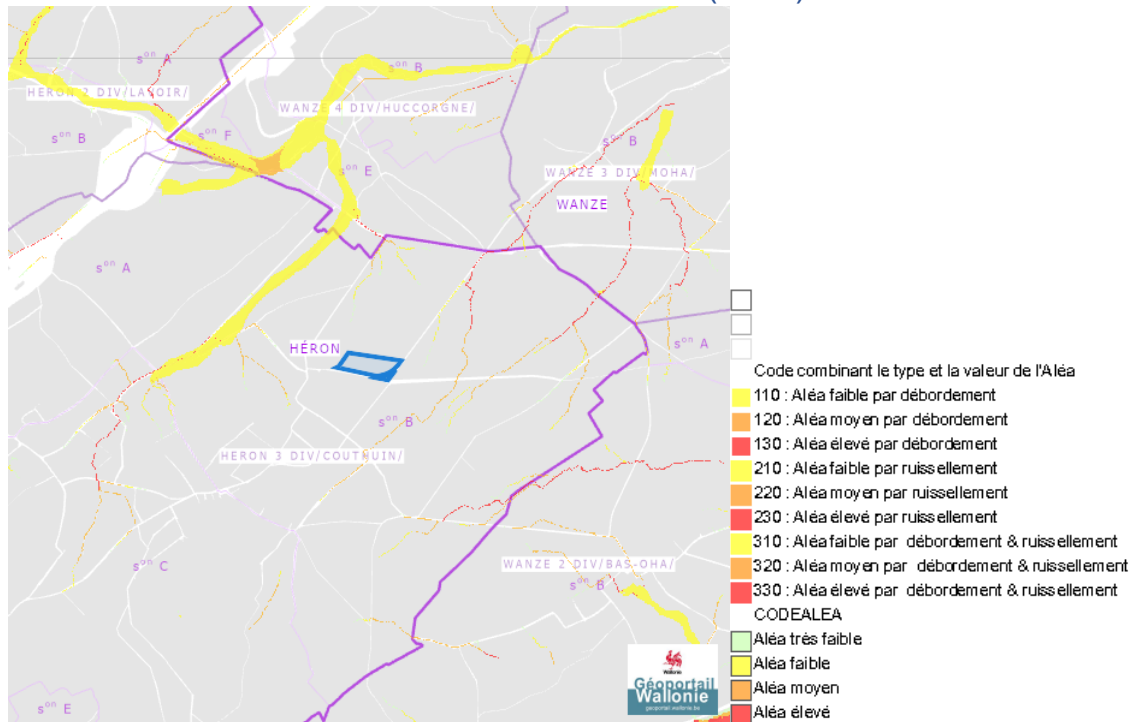 sᵒⁿ A
sᵒⁿ B
HÉRON 2 DIV/LAVOIR/
WANZE 4 DIV/HUCCORGNE/
sᵒⁿ B
sᵒⁿ F
sᵒⁿ B
sᵒⁿ E
WANZE 3 DIV/MOHA/
WANZE
sᵒⁿ A
HÉRON
sᵒⁿ A
sᵒⁿ B
HERON 3 DIV/COUTHUIN/
sᵒⁿ C
WANZE 2 DIV/BAS-OHA/
sᵒⁿ B
sᵒⁿ E
Wallonie
Géoportail
Wallonie
geoportail.wallonie.be
Code combinant le type et la valeur de l'Aléa
110 : Aléa faible par débordement
120 : Aléa moyen par débordement
130 : Aléa élevé par débordement
210 : Aléa faible par ruissellement
220 : Aléa moyen par ruissellement
230 : Aléa élevé par ruissellement
310 : Aléa faible par débordement & ruissellement
320 : Aléa moyen par débordement & ruissellement
330 : Aléa élevé par débordement & ruissellement
CODEALEA
Aléa très faible
Aléa faible
Aléa moyen
Aléa élevé